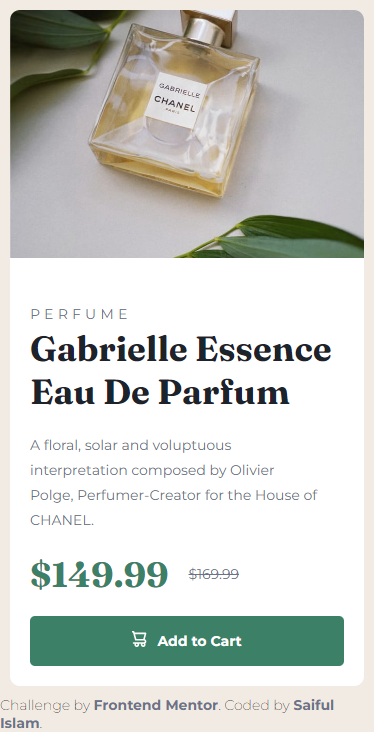 GABRIELLE
CHANEL
PARIS
PERFUME
Gabrielle Essence
Eau De Parfum
A floral, solar and voluptuous
interpretation composed by Olivier
Polge, Perfumer-Creator for the House of
CHANEL.
$149.99 $169.99
Add to Cart
Challenge by Frontend Mentor. Coded by Saiful
Islam.